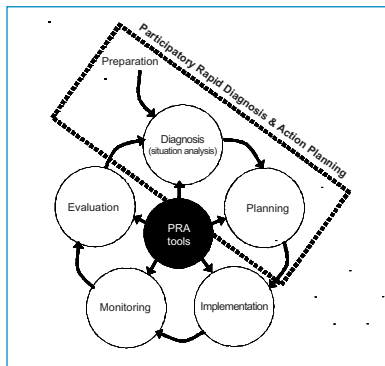 Participatory Rapid Diagnosis & Action Planning
Preparation
Diagnosis
(situation analysis)
Evaluation
Planning
PRA
tools
Monitoring
Implementation